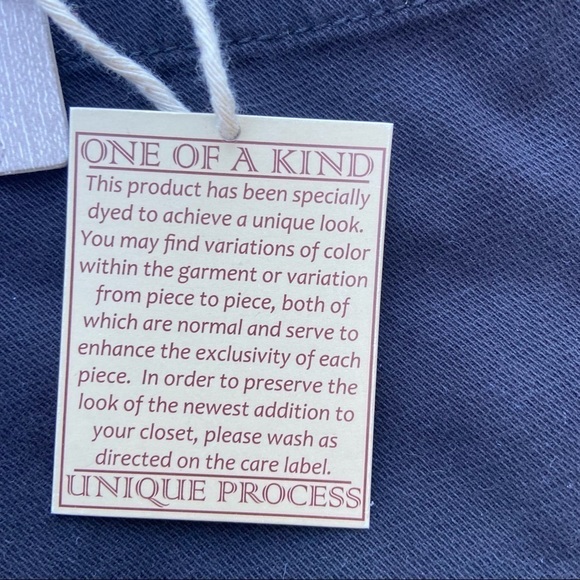 ONE OF A KIND
This product has been specially
dyed to achieve a unique look.
You may find variations of color
within the garment or variation
from piece to piece, both of
which are normal and serve to
enhance the exclusivity of each
piece. In order to preserve the
look of the newest addition to
your closet, please wash as
directed on the care label.
UNIQUE PROCESS